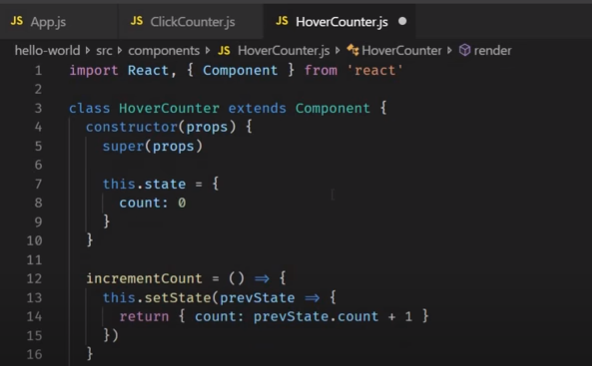 JS App.js JS ClickCounter.js JS HoverCounter.js
hello-world src components JS HoverCounter.js HoverCounter render
1 import React, { Component } from 'react'
2
3 class HoverCounter extends Component {
4 constructor(props) {
5 super(props)
6
7 this.state = {
8 count: 0
9 }
10 }
11
12 incrementCount = () => {
13 this.setState(prevState => {
14 return { count: prevState.count + 1 }
15 })
16 }